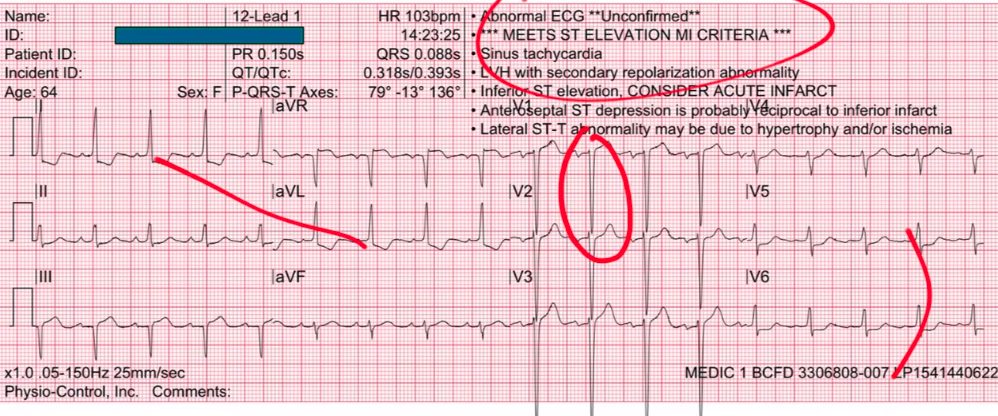 Name:
12-Lead 1
HR 103bpm
• Abnormal ECG **Unconfirmed**
ID:
14:23:25
• *** MEETS ST ELEVATION MI CRITERIA ***
Patient ID:
PR 0.150s
QRS 0.088s
• Sinus tachycardia
Incident ID:
QT/QTc:
0.318s/0.393s
• LVH with secondary repolarization abnormality
Age: 64
Sex: F
P-QRS-T Axes:
79° -13° 136°
• Inferior ST elevation, CONSIDER ACUTE INFARCT
• Anteroseptal ST depression is probably reciprocal to inferior infarct
• Lateral ST-T abnormality may be due to hypertrophy and/or ischemia
I
aVR
V1
V4
II
aVL
V2
V5
III
aVF
V3
V6
x1.0 .05-150Hz 25mm/sec
MEDIC 1 BCFD 3306808-007 LP1541440622
Physio-Control, Inc. Comments: